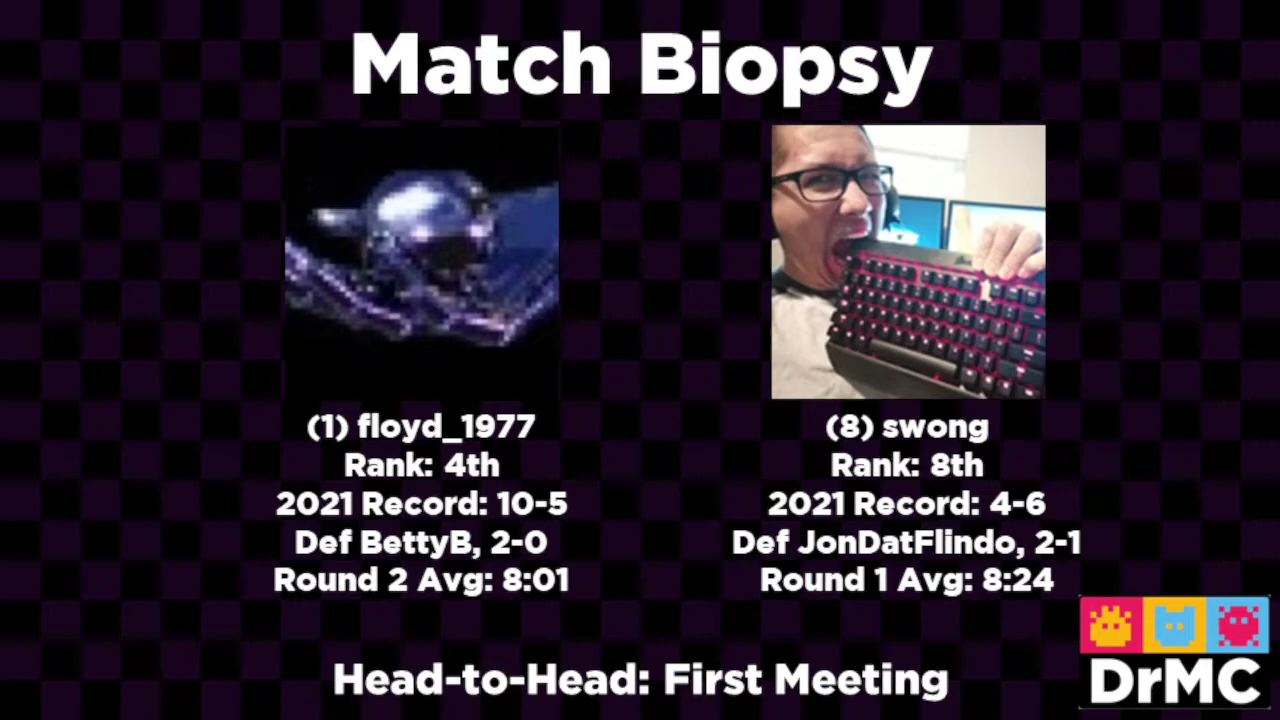 Match Biopsy
(1) floyd_1977
Rank: 4th
2021 Record: 10-5
Def BettyB, 2-0
Round 2 Avg: 8:01
(8) swong
Rank: 8th
2021 Record: 4-6
Def JonDatFlindo, 2-1
Round 1 Avg: 8:24
Head-to-Head: First Meeting
DrMC